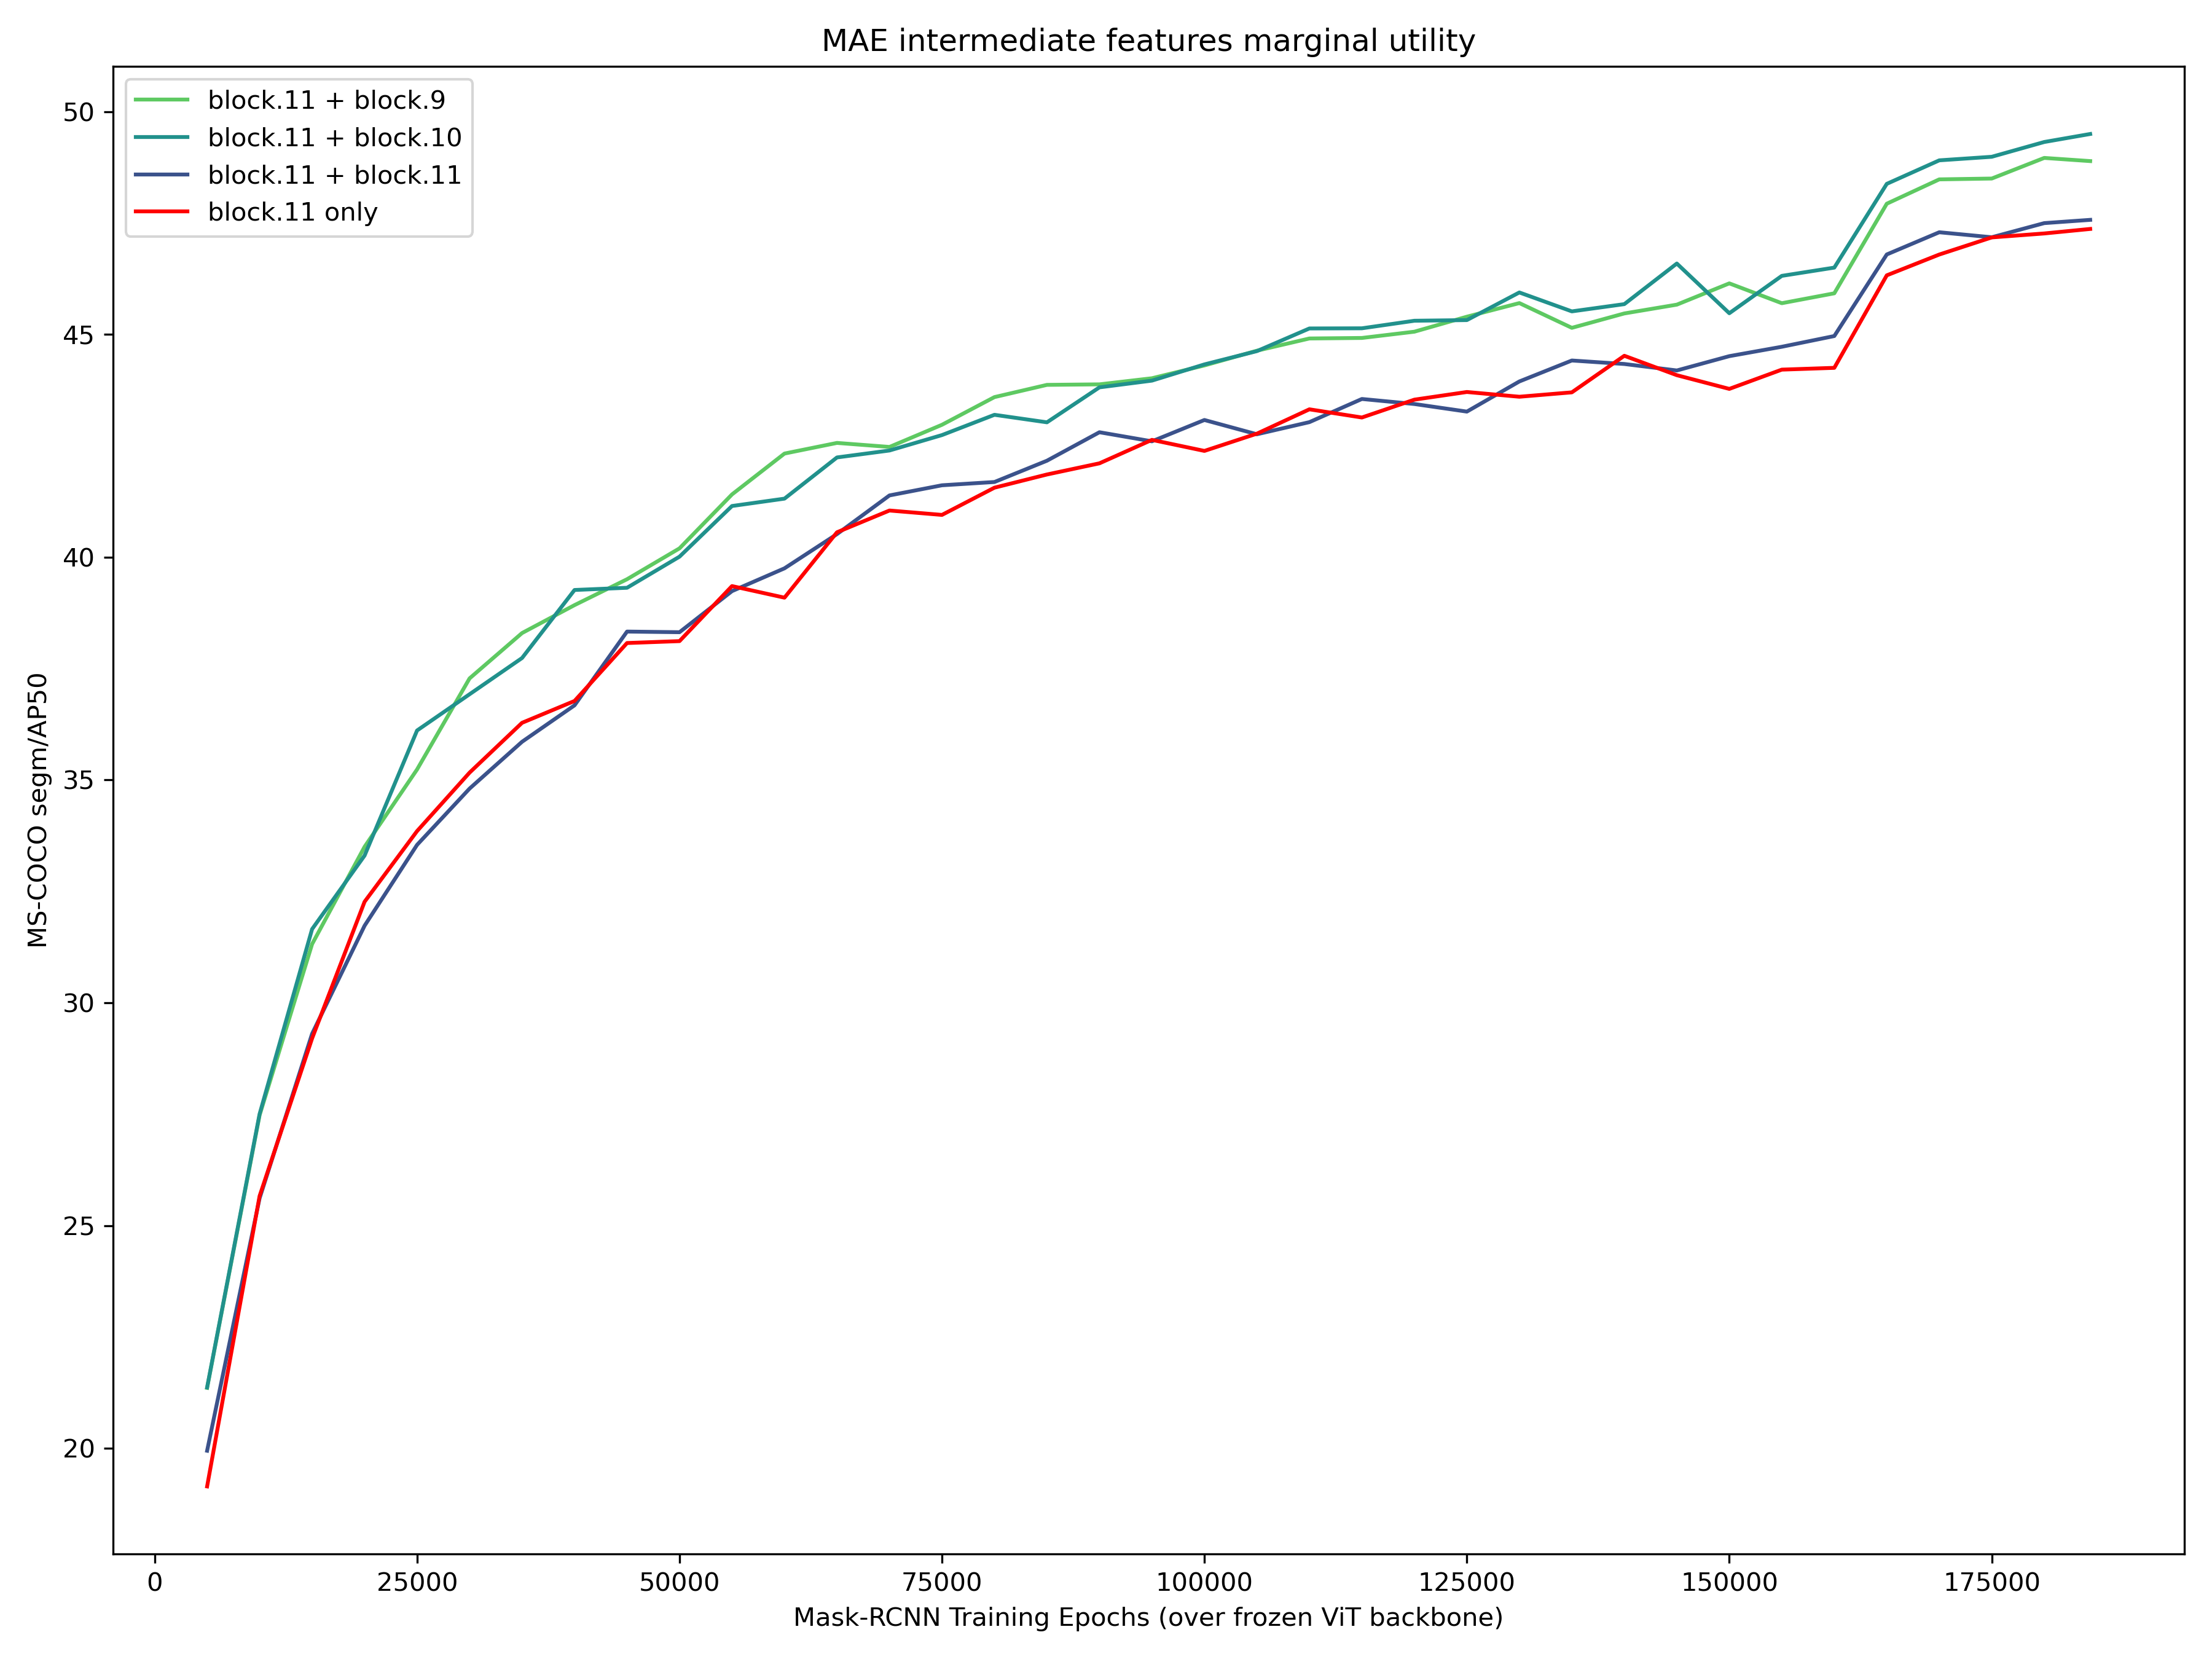 MAE intermediate features marginal utility
block.11 + block.9
block.11 + block.10
block.11 + block.11
block.11 only
MS-COCO segm/AP50
50
45
40
35
30
25
20
0 25000 50000 75000 100000 125000 150000 175000
Mask-RCNN Training Epochs (over frozen ViT backbone)